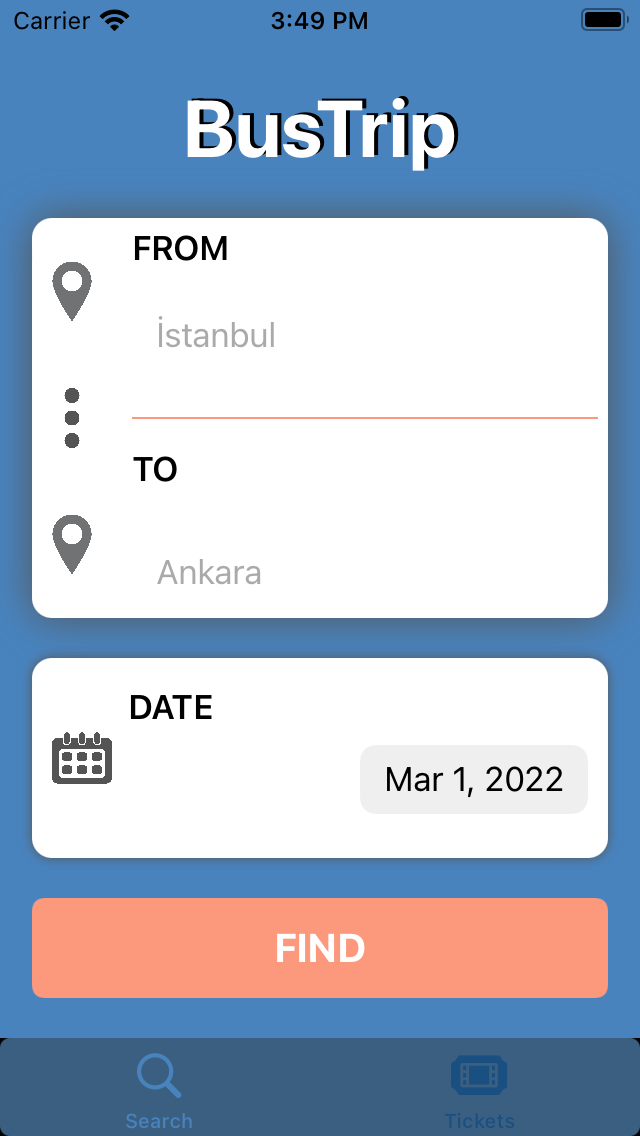 Carrier 3:49 PM
BusTrip
FROM
İstanbul
TO
Ankara
DATE
Mar 1, 2022
FIND
Search Tickets